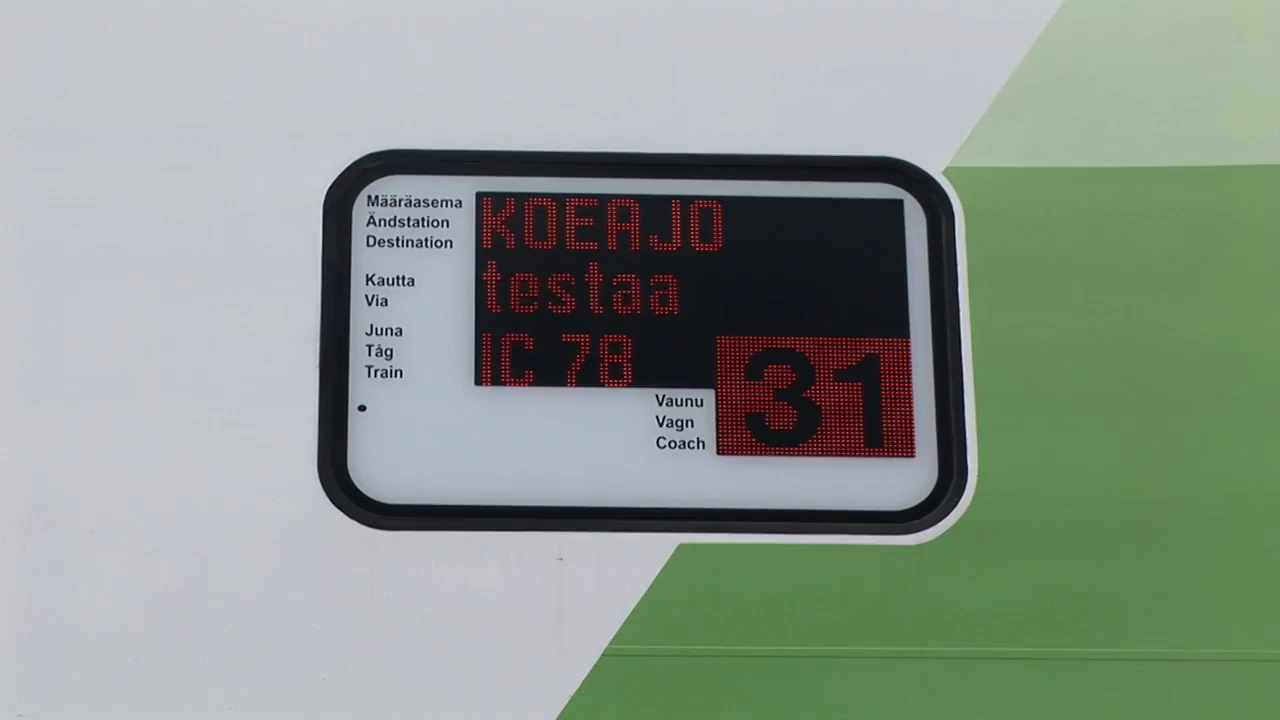 Määräasema
Ändstation
Destination
KOEAJO
Kautta
Via
testaa
Juna
Tåg
Train
IC 78
Vaunu
Vagn
Coach
31